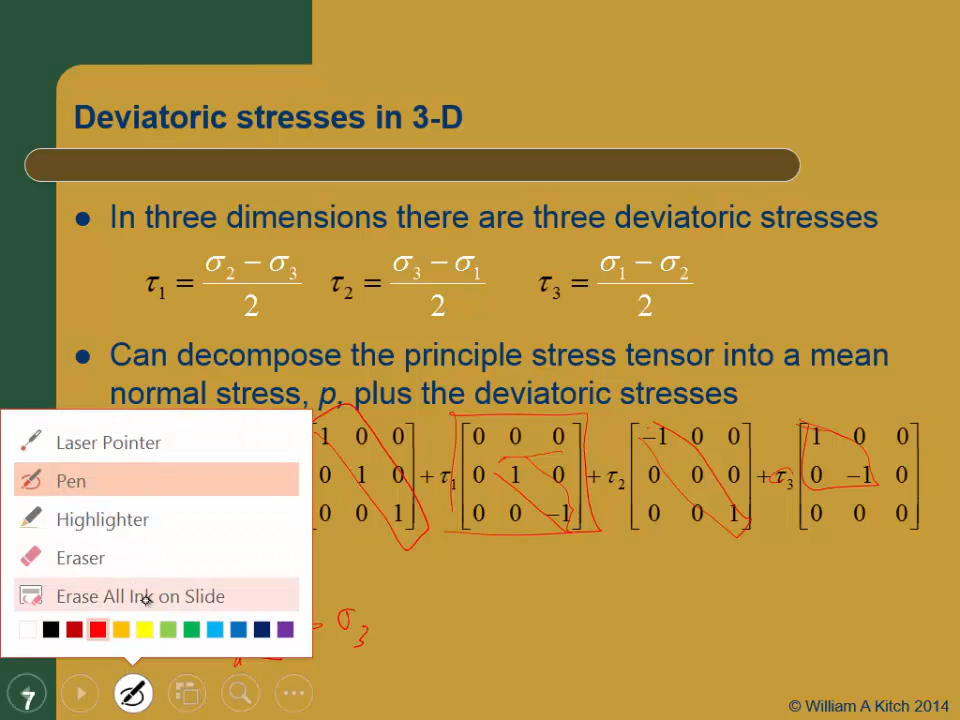 Deviatoric stresses in 3-D
● In three dimensions there are three deviatoric stresses
τ₁ = (σ₂ − σ₃)/2 τ₂ = (σ₃ − σ₁)/2 τ₃ = (σ₁ − σ₂)/2
● Can decompose the principle stress tensor into a mean
normal stress, p, plus the deviatoric stresses
[1 0 0; 0 1 0; 0 0 1] + τ₁ [0 0 0; 0 1 0; 0 0 −1] + τ₂ [−1 0 0; 0 0 0; 0 0 1] + τ₃ [1 0 0; 0 −1 0; 0 0 0]
Laser Pointer
Pen
Highlighter
Eraser
Erase All Ink on Slide
σ₃
7
© William A Kitch 2014